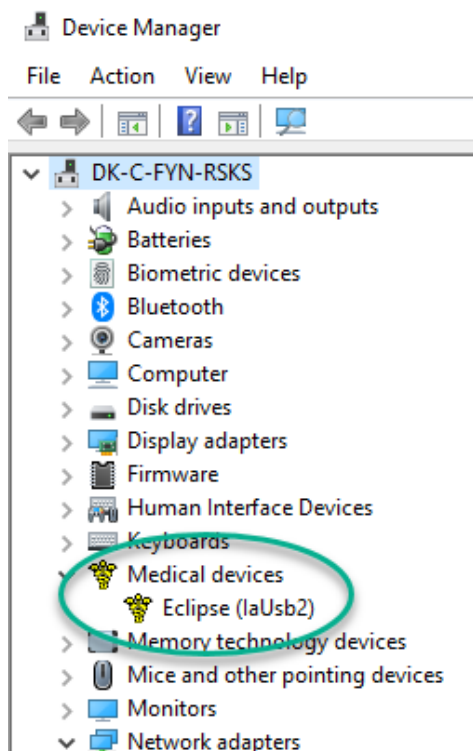 Device Manager
File Action View Help
DK-C-FYN-RSKS
Audio inputs and outputs
Batteries
Biometric devices
Bluetooth
Cameras
Computer
Disk drives
Display adapters
Firmware
Human Interface Devices
Keyboards
Medical devices
Eclipse (IaUsb2)
Memory technology devices
Mice and other pointing devices
Monitors
Network adapters